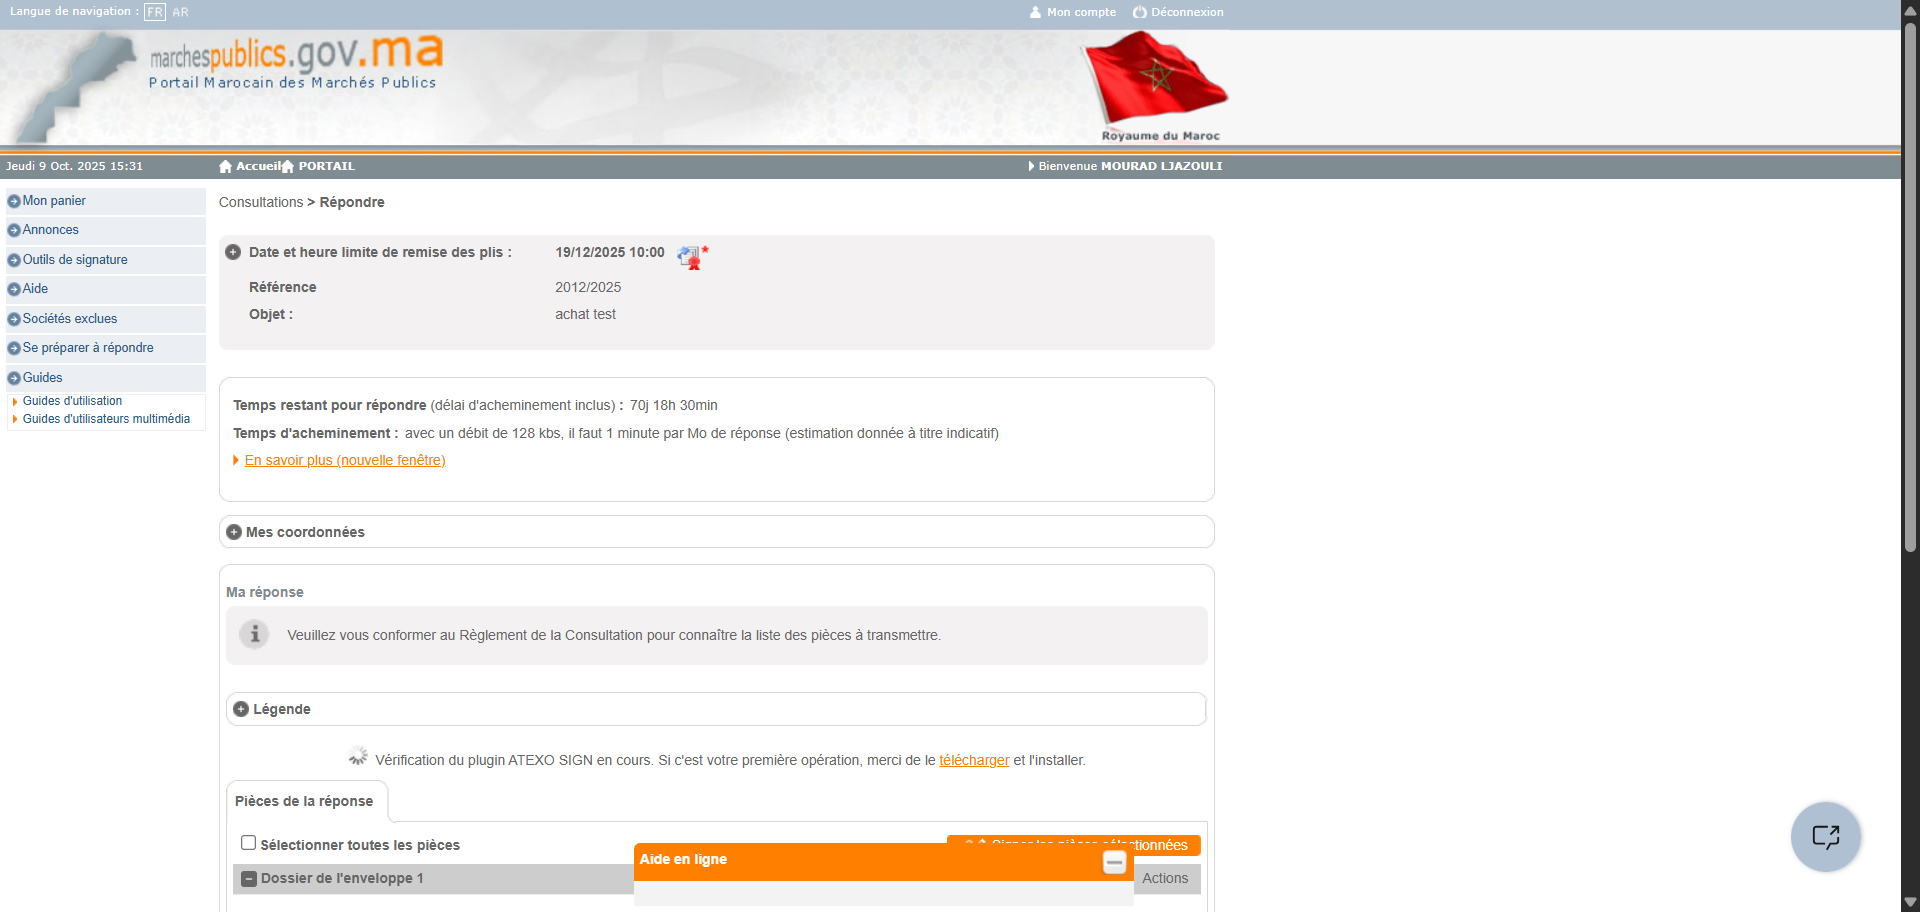 Langue de navigation : FR AR
Mon compte Déconnexion
marchespublics.gov.ma
Portail Marocain des Marchés Publics
Royaume du Maroc
Jeudi 9 Oct. 2025 15:31 Accueil PORTAIL Bienvenue MOURAD LJAZOULI
Mon panier
Annonces
Outils de signature
Aide
Sociétés exclues
Se préparer à répondre
Guides
Guides d'utilisation
Guides d'utilisateurs multimédia
Consultations > Répondre
Date et heure limite de remise des plis : 19/12/2025 10:00 *
Référence 2012/2025
Objet : achat test
Temps restant pour répondre (délai d'acheminement inclus) : 70j 18h 30min
Temps d'acheminement : avec un débit de 128 kbs, il faut 1 minute par Mo de réponse (estimation donnée à titre indicatif)
En savoir plus (nouvelle fenêtre)
Mes coordonnées
Ma réponse
Veuillez vous conformer au Règlement de la Consultation pour connaître la liste des pièces à transmettre.
Légende
Vérification du plugin ATEXO SIGN en cours. Si c'est votre première opération, merci de le télécharger et l'installer.
Pièces de la réponse
Sélectionner toutes les pièces
Signer les pièces sélectionnées
Aide en ligne
Dossier de l'enveloppe 1 Actions